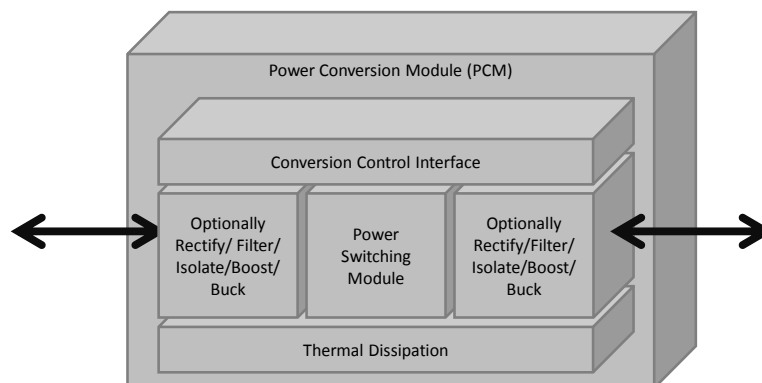 Power Conversion Module (PCM)
Conversion Control Interface
Optionally
Rectify/ Filter/
Isolate/Boost/
Buck
Power
Switching
Module
Optionally
Rectify/Filter/
Isolate/Boost/
Buck
Thermal Dissipation